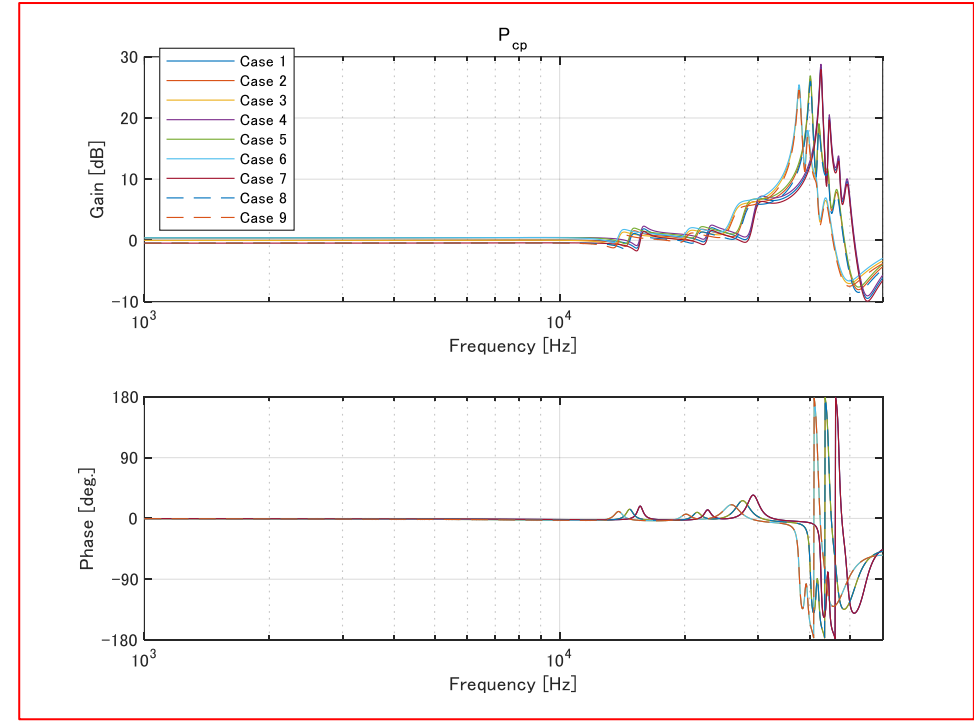 P_cp
30
20
10
0
−10
Gain [dB]
Case 1
Case 2
Case 3
Case 4
Case 5
Case 6
Case 7
Case 8
Case 9
10^3
10^4
Frequency [Hz]
180
90
0
−90
−180
Phase [deg.]
10^3
10^4
Frequency [Hz]